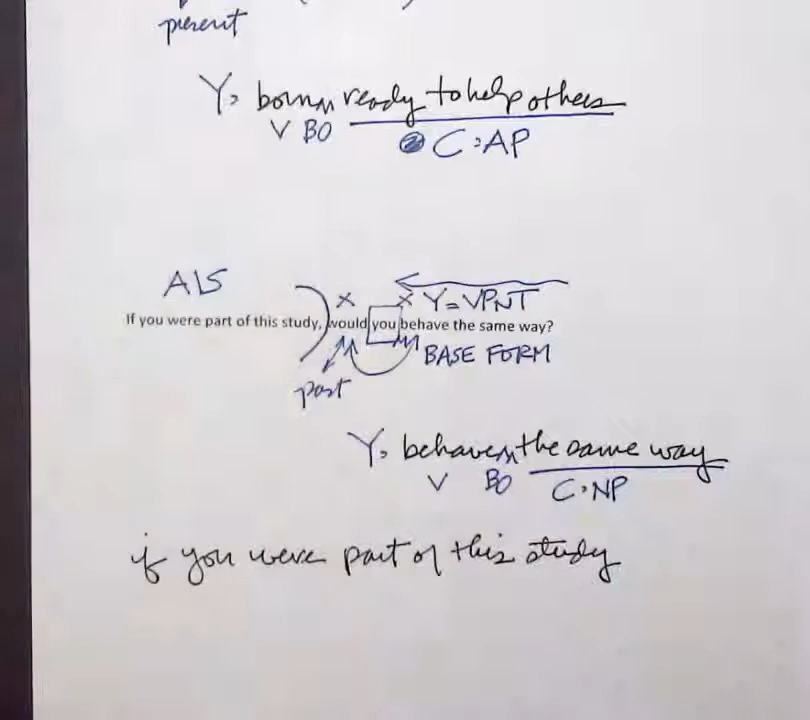 present
Y= born ready to help others
V BO C=AP
AIS
X X Y=VPNT
If you were part of this study, would you behave the same way?
BASE FORM
past
Y= behave the same way
V BO C=NP
if you were part of this study